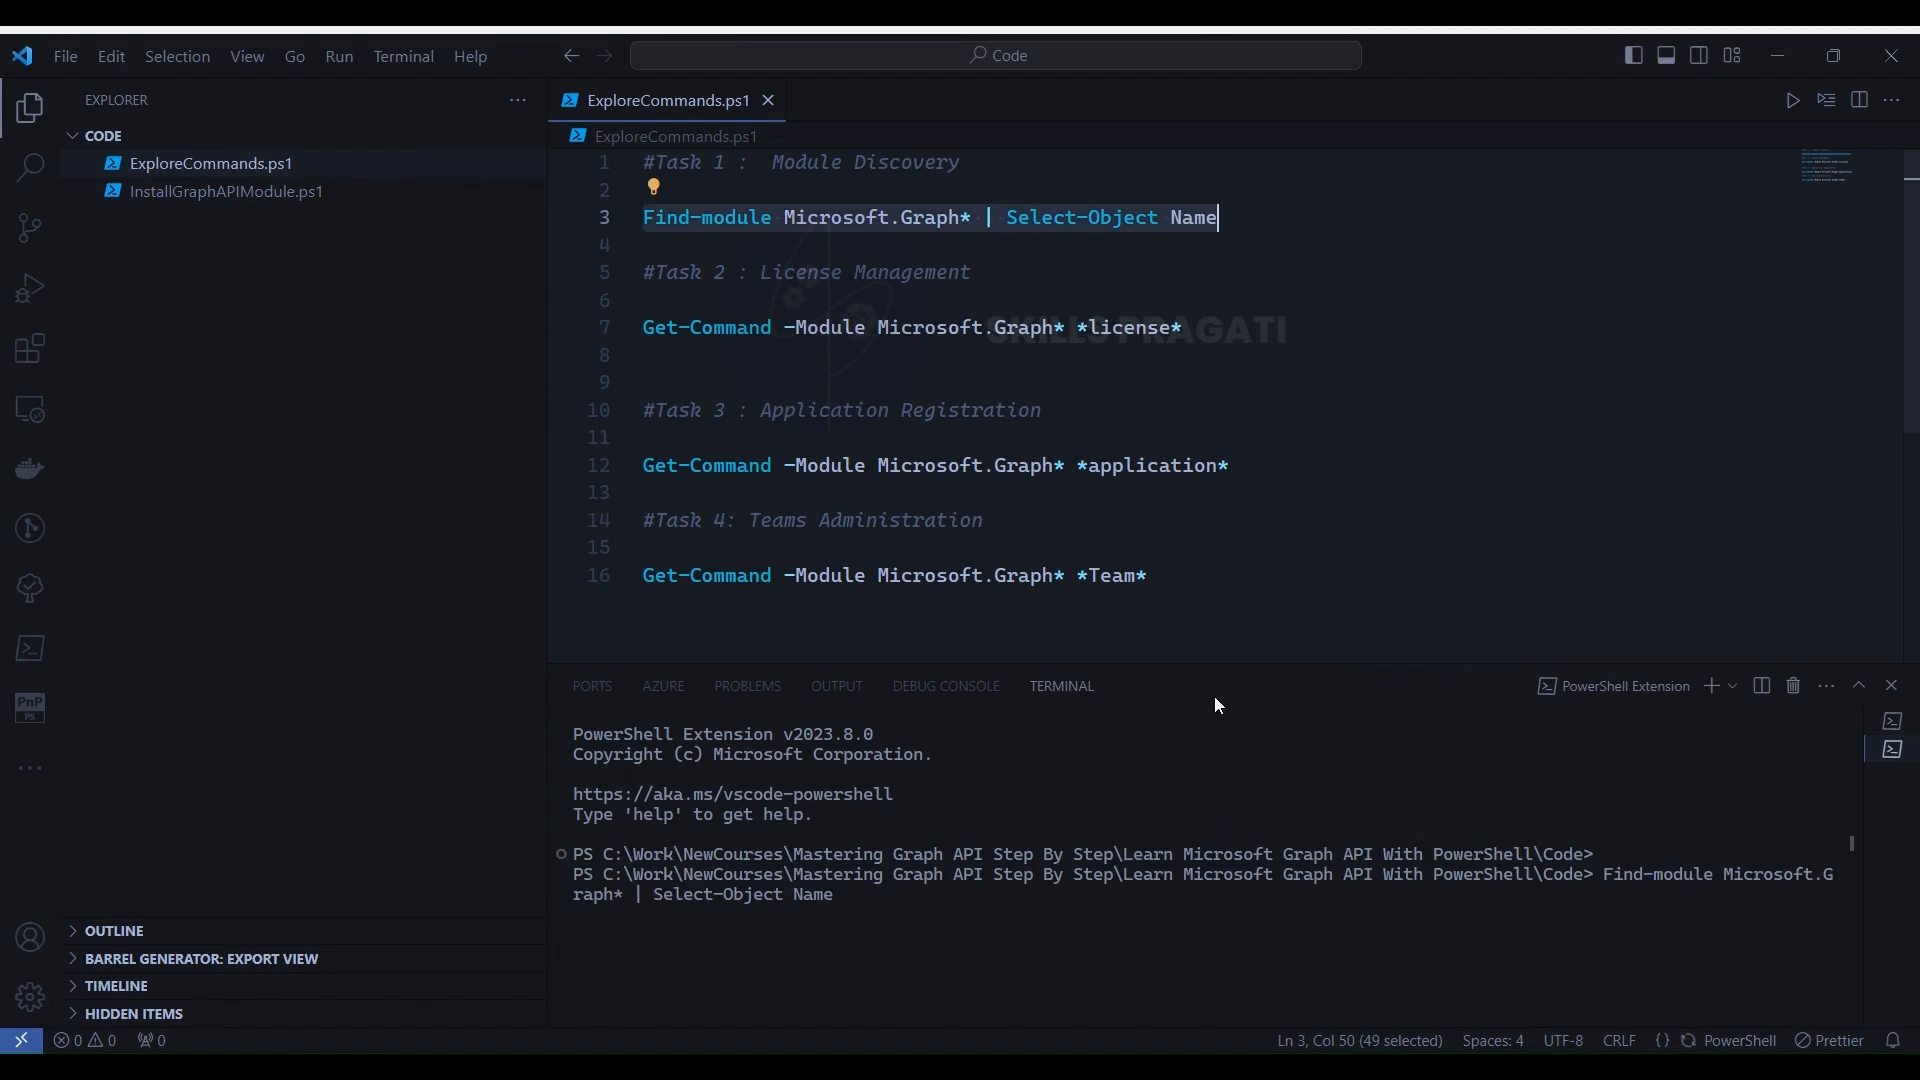 File Edit Selection View Go Run Terminal Help
Code
EXPLORER
CODE
ExploreCommands.ps1
InstallGraphAPIModule.ps1
OUTLINE
BARREL GENERATOR: EXPORT VIEW
TIMELINE
HIDDEN ITEMS
PnP
PS
ExploreCommands.ps1
ExploreCommands.ps1
1 #Task 1 :  Module Discovery
2
3 Find-module Microsoft.Graph* | Select-Object Name
4
5 #Task 2 : License Management
6
7 Get-Command -Module Microsoft.Graph* *license*
8
9
10 #Task 3 : Application Registration
11
12 Get-Command -Module Microsoft.Graph* *application*
13
14 #Task 4: Teams Administration
15
16 Get-Command -Module Microsoft.Graph* *Team*
SKILLS PRAGATI
PORTS AZURE PROBLEMS OUTPUT DEBUG CONSOLE TERMINAL PowerShell Extension
PowerShell Extension v2023.8.0
Copyright (c) Microsoft Corporation.
https://aka.ms/vscode-powershell
Type 'help' to get help.
PS C:\Work\NewCourses\Mastering Graph API Step By Step\Learn Microsoft Graph API With PowerShell\Code>
PS C:\Work\NewCourses\Mastering Graph API Step By Step\Learn Microsoft Graph API With PowerShell\Code> Find-module Microsoft.G
raph* | Select-Object Name
0 0 0 Ln 3, Col 50 (49 selected) Spaces: 4 UTF-8 CRLF {} PowerShell Prettier